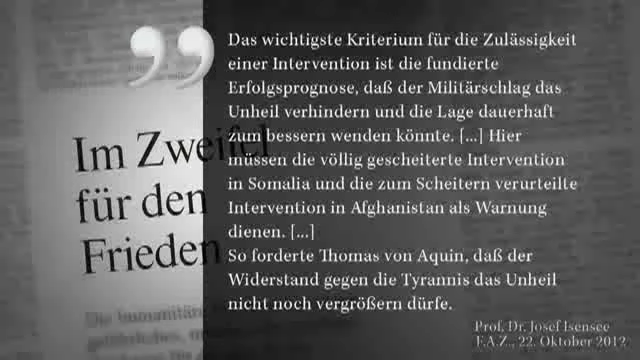 Das wichtigste Kriterium für die Zulässigkeit
einer Intervention ist die fundierte
Erfolgsprognose, daß der Militärschlag das
Unheil verhindern und die Lage dauerhaft
zum bessern wenden könnte. [...] Hier
müssen die völlig gescheiterte Intervention
in Somalia und die zum Scheitern verurteilte
Intervention in Afghanistan als Warnung
dienen. [...]
So forderte Thomas von Aquin, daß der
Widerstand gegen die Tyrannis das Unheil
nicht noch vergrößern dürfe.
Prof. Dr. Josef Isensee
F.A.Z., 22. Oktober 2012
Im Zweifel
für den
Frieden
Die humanitäre